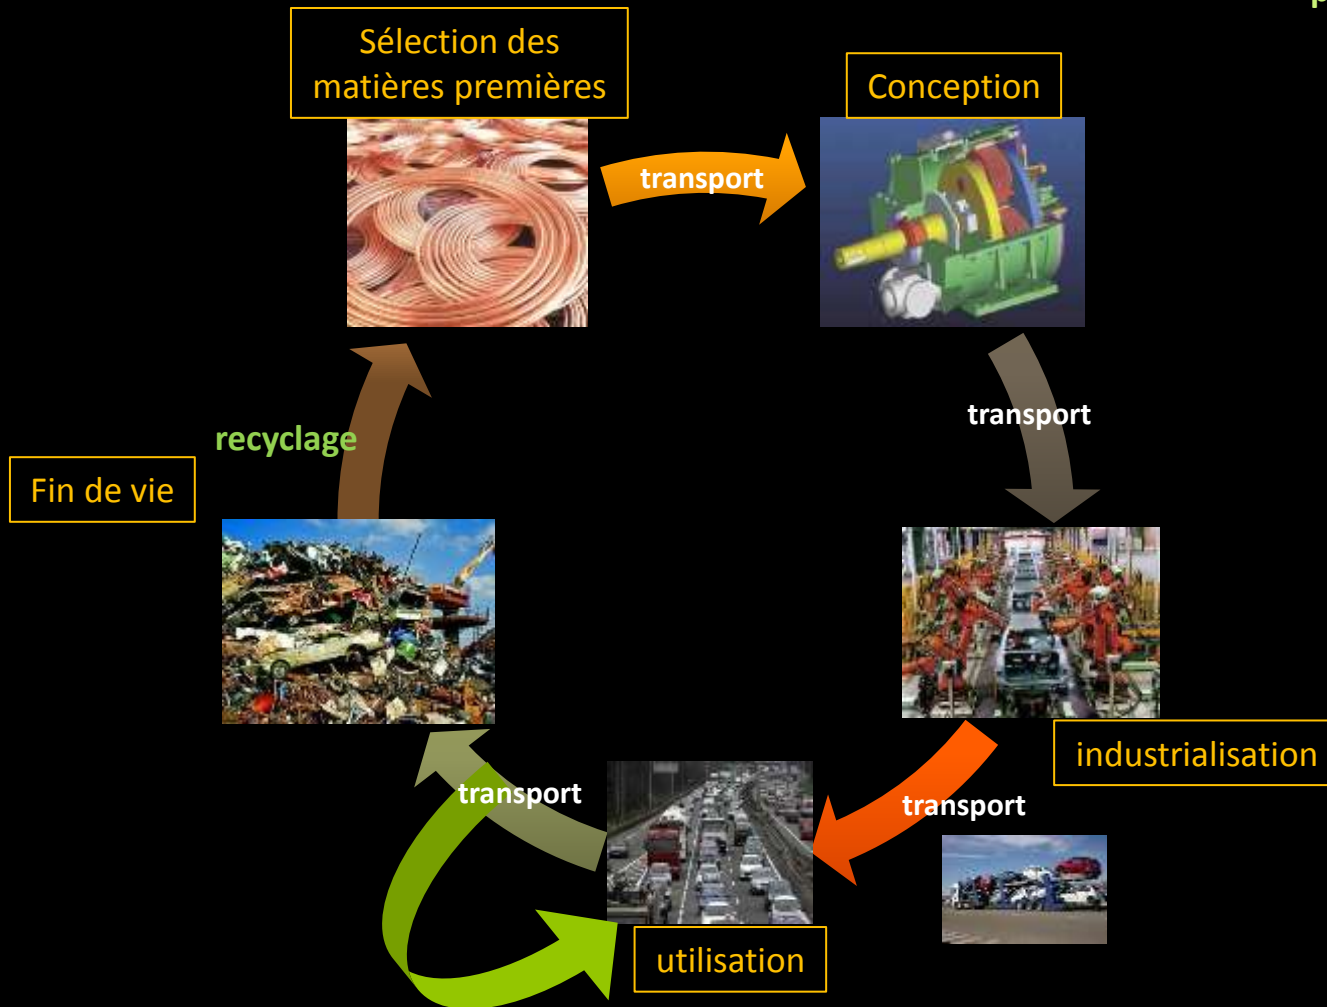 Sélection des
matières premières
Conception
transport
transport
recyclage
Fin de vie
industrialisation
transport
transport
utilisation